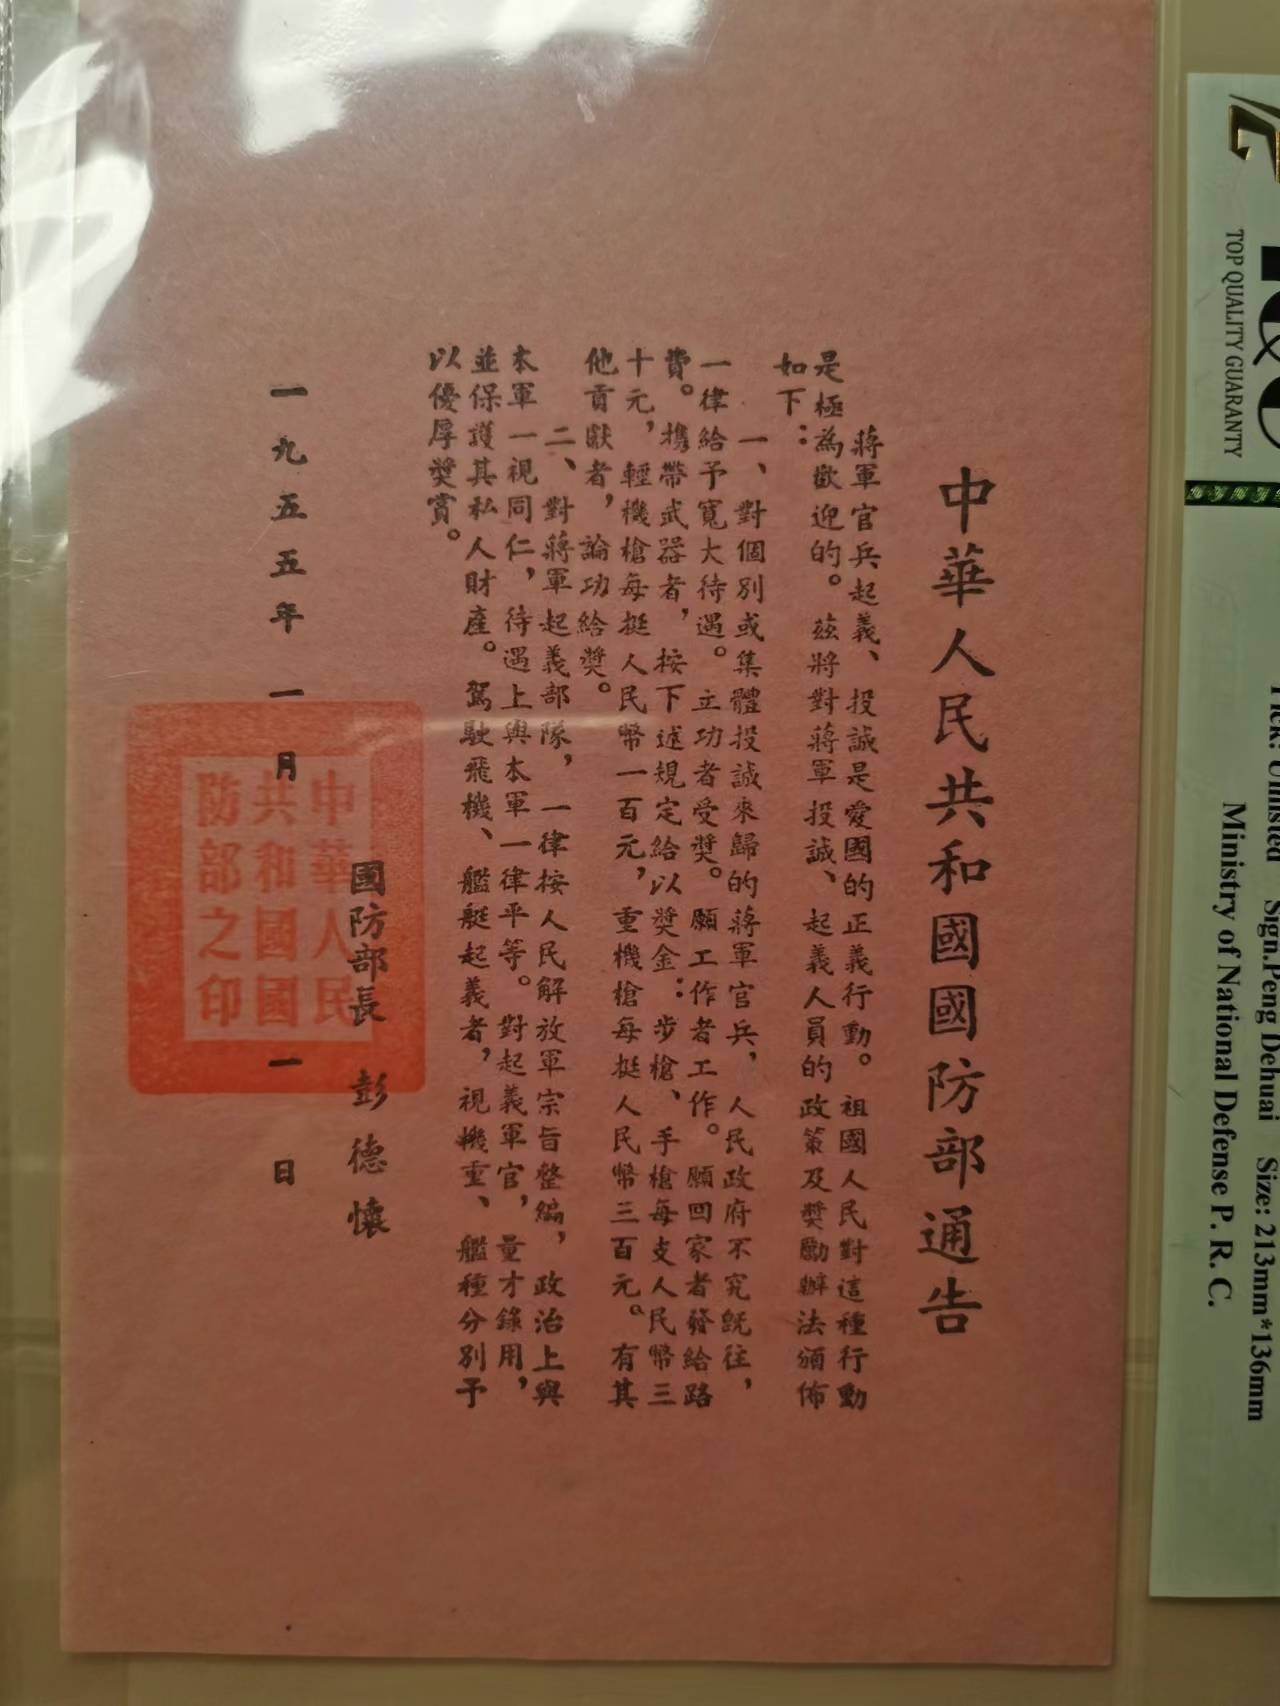 中華人民共和國國防部通告
蔣軍官兵起義、投誠是愛國的正義行動。祖國人民對這種行動
是極為歡迎的。茲將對蔣軍投誠、起義人員的政策及獎勵辦法頒佈
如下：
一、對個別或集體投誠來歸的蔣軍官兵，人民政府不究既往，
一律給予寬大待遇。立功者受獎。願工作者工作。願回家者發給路
費。攜帶武器者，按下述規定給以獎金：步槍、手槍每支人民幣三
十元，輕機槍每挺人民幣一百元，重機槍每挺人民幣三百元。有其
他貢獻者，論功給獎。
二、對蔣軍起義部隊，一律按人民解放軍宗旨整編，政治上與
本軍一視同仁，待遇上與本軍一律平等。對起義軍官，量才錄用，
並保護其私人財產。駕駛飛機、艦艇起義者，視機重、艦種分別予
以優厚獎賞。
國防部長 彭德懷
一九五五年一月一日
中華人民
共和國國
防部之印
TOP QUALITY GUARANTY
Unlisted Sign.Peng Dehuai Size: 213mm*136mm
Ministry of National Defense P. R. C.